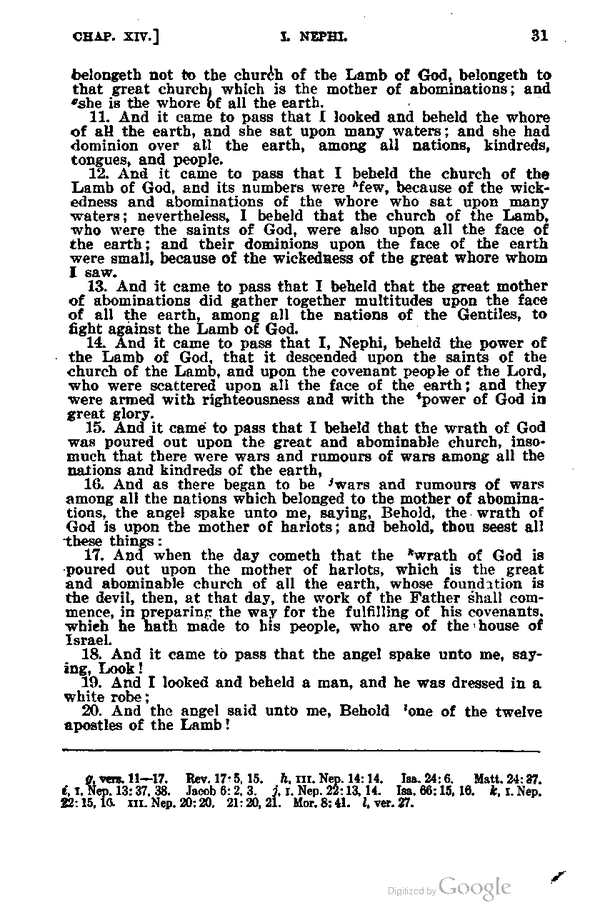 CHAP. XIV.] I. NEPHI. 31
belongeth not to the church of the Lamb of God, belongeth to
that great church, which is the mother of abominations; and
ᵍshe is the whore of all the earth.
11. And it came to pass that I looked and beheld the whore
of all the earth, and she sat upon many waters; and she had
dominion over all the earth, among all nations, kindreds,
tongues, and people.
12. And it came to pass that I beheld the church of the
Lamb of God, and its numbers were ʰfew, because of the wick-
edness and abominations of the whore who sat upon many
waters; nevertheless, I beheld that the church of the Lamb,
who were the saints of God, were also upon all the face of
the earth; and their dominions upon the face of the earth
were small, because of the wickedness of the great whore whom
I saw.
13. And it came to pass that I beheld that the great mother
of abominations did gather together multitudes upon the face
of all the earth, among all the nations of the Gentiles, to
fight against the Lamb of God.
14. And it came to pass that I, Nephi, beheld the power of
the Lamb of God, that it descended upon the saints of the
church of the Lamb, and upon the covenant people of the Lord,
who were scattered upon all the face of the earth; and they
were armed with righteousness and with the ⁱpower of God in
great glory.
15. And it came to pass that I beheld that the wrath of God
was poured out upon the great and abominable church, inso-
much that there were wars and rumours of wars among all the
nations and kindreds of the earth,
16. And as there began to be ʲwars and rumours of wars
among all the nations which belonged to the mother of abomina-
tions, the angel spake unto me, saying, Behold, the wrath of
God is upon the mother of harlots; and behold, thou seest all
these things:
17. And when the day cometh that the ᵏwrath of God is
poured out upon the mother of harlots, which is the great
and abominable church of all the earth, whose foundation is
the devil, then, at that day, the work of the Father shall com-
mence, in preparing the way for the fulfilling of his covenants,
which he hath made to his people, who are of the house of
Israel.
18. And it came to pass that the angel spake unto me, say-
ing, Look!
19. And I looked and beheld a man, and he was dressed in a
white robe;
20. And the angel said unto me, Behold ˡone of the twelve
apostles of the Lamb!
g, vers. 11—17. Rev. 17:5, 15. h, III. Nep. 14:14. Isa. 24:6. Matt. 24:37.
i, I. Nep. 13:37, 38. Jacob 6:2, 3. j, I. Nep. 22:13, 14. Isa. 66:15, 16. k, I. Nep.
22:15, 16. III. Nep. 20:20. 21:20, 21. Mor. 8:41. l, ver. 27.
Digitized by Google